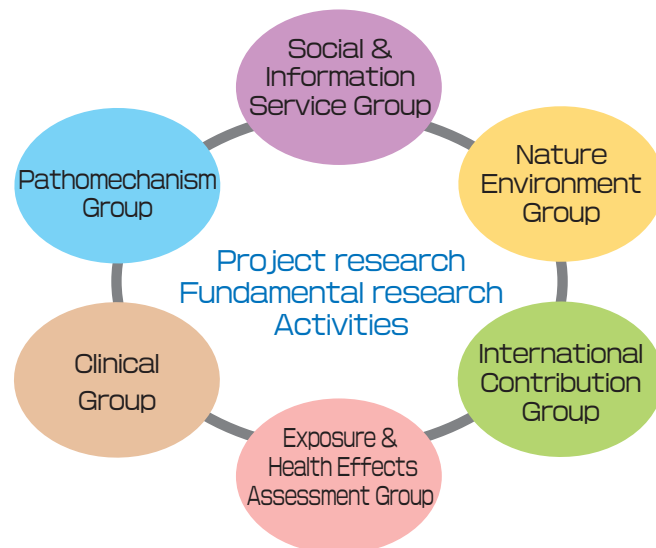 Social &
Information
Service Group
Pathomechanism
Group
Nature
Environment
Group
Project research
Fundamental research
Activities
Clinical
Group
International
Contribution
Group
Exposure &
Health Effects
Assessment Group